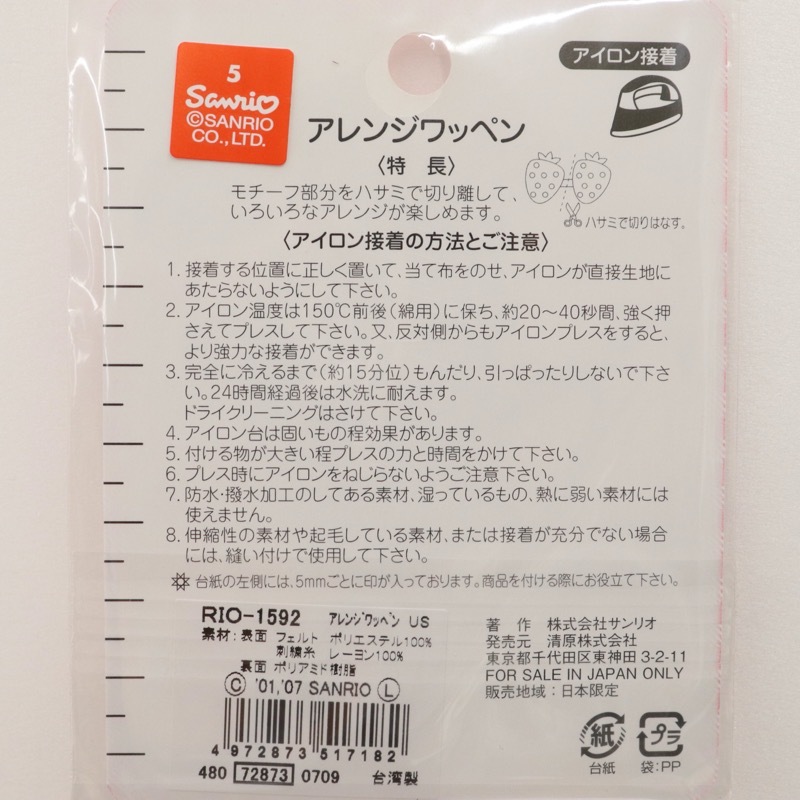 5
Sanrio
©SANRIO
CO.,LTD.
アイロン接着
アレンジワッペン
〈特 長〉
モチーフ部分をハサミで切り離して、
いろいろなアレンジが楽しめます。
ハサミで切りはなす。
〈アイロン接着の方法とご注意〉
1. 接着する位置に正しく置いて、当て布をのせ、アイロンが直接生地に
あたらないようにして下さい。
2. アイロン温度は150℃前後(綿用)に保ち、約20〜40秒間、強く押
さえてプレスして下さい。又、反対側からもアイロンプレスをすると、
より強力な接着ができます。
3. 完全に冷えるまで(約15分位)もんだり、引っぱったりしないで下さ
い。24時間経過後は水洗に耐えます。
ドライクリーニングはさけて下さい。
4. アイロン台は固いもの程効果があります。
5. 付ける物が大きい程プレスの力と時間をかけて下さい。
6. プレス時にアイロンをねじらないようご注意下さい。
7. 防水・撥水加工のしてある素材、湿っているもの、熱に弱い素材には
使えません。
8. 伸縮性の素材や起毛している素材、または接着が充分でない場合
には、縫い付けで使用して下さい。
※ 台紙の左側には、5mmごとに印が入っております。商品を付ける際にお役立て下さい。
RIO-1592 アレンジワッペン US
素材:表面 フェルト ポリエステル100%
刺繍糸 レーヨン100%
裏面 ポリアミド樹脂
Ⓒ '01,'07 SANRIO Ⓛ
4 972873 517182
480 72873 0709 台湾製
著 作 株式会社サンリオ
発売元 清原株式会社
東京都千代田区東神田3-2-11
FOR SALE IN JAPAN ONLY
販売地域:日本限定
紙
台紙
プラ
袋:PP